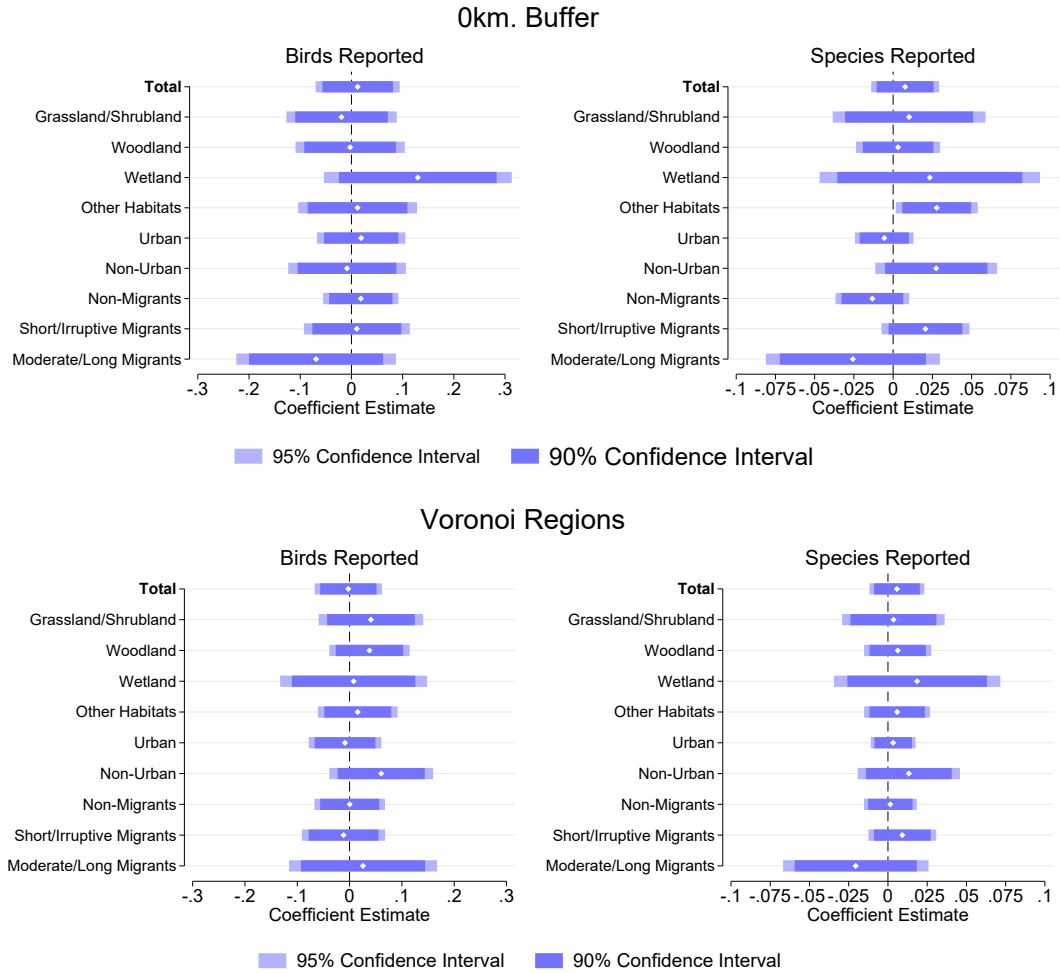 0km. Buffer
Birds Reported
Total
Grassland/Shrubland
Woodland
Wetland
Other Habitats
Urban
Non-Urban
Non-Migrants
Short/Irruptive Migrants
Moderate/Long Migrants
-.3 -.2 -.1 0 .1 .2 .3
Coefficient Estimate
Species Reported
Total
Grassland/Shrubland
Woodland
Wetland
Other Habitats
Urban
Non-Urban
Non-Migrants
Short/Irruptive Migrants
Moderate/Long Migrants
-.1 -.075 -.05 -.025 0 .025 .05 .075 .1
Coefficient Estimate
95% Confidence Interval 90% Confidence Interval
Voronoi Regions
Birds Reported
Total
Grassland/Shrubland
Woodland
Wetland
Other Habitats
Urban
Non-Urban
Non-Migrants
Short/Irruptive Migrants
Moderate/Long Migrants
-.3 -.2 -.1 0 .1 .2 .3
Coefficient Estimate
Species Reported
Total
Grassland/Shrubland
Woodland
Wetland
Other Habitats
Urban
Non-Urban
Non-Migrants
Short/Irruptive Migrants
Moderate/Long Migrants
-.1 -.075 -.05 -.025 0 .025 .05 .075 .1
Coefficient Estimate
95% Confidence Interval 90% Confidence Interval